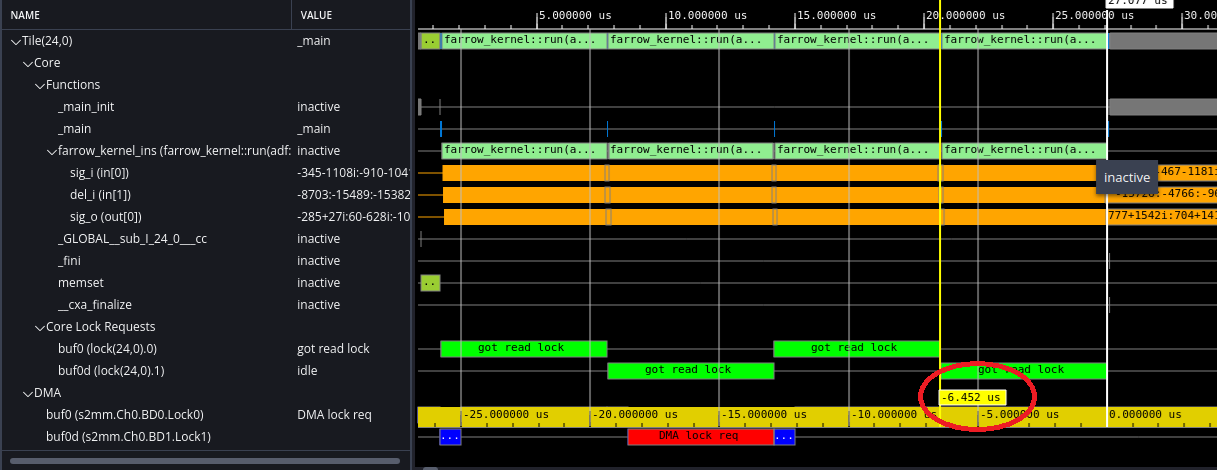 NAME VALUE
27.077 us
5.000000 us 10.000000 us 15.000000 us 20.000000 us 25.000000 us 30.00
Tile(24,0) _main .. farrow_kernel::run(a... farrow_kernel::run(a... farrow_kernel::run(a... farrow_kernel::run(a...
Core
Functions
_main_init inactive
_main _main
farrow_kernel_ins (farrow_kernel::run(adf: inactive farrow_kernel::run(a... farrow_kernel::run(a... farrow_kernel::run(a... farrow_kernel::run(a...
sig_i (in[0]) -345-1108i:-910-104 467-1181i
inactive
del_i (in[1]) -8703:-15489:-15382 -4766:-96
sig_o (out[0]) -285+27i:60-628i:-10 777+1542i:704+141
_GLOBAL__sub_I_24_0___cc inactive
_fini inactive
memset inactive ..
__cxa_finalize inactive
Core Lock Requests
buf0 (lock(24,0).0) got read lock got read lock got read lock
buf0d (lock(24,0).1) idle got read lock got read lock
DMA
-6.452 us
buf0 (s2mm.Ch0.BD0.Lock0) DMA lock req -25.000000 us -20.000000 us -15.000000 us -10.000000 us -5.000000 us 0.000000 us
buf0d (s2mm.Ch0.BD1.Lock1) ... DMA lock req ...